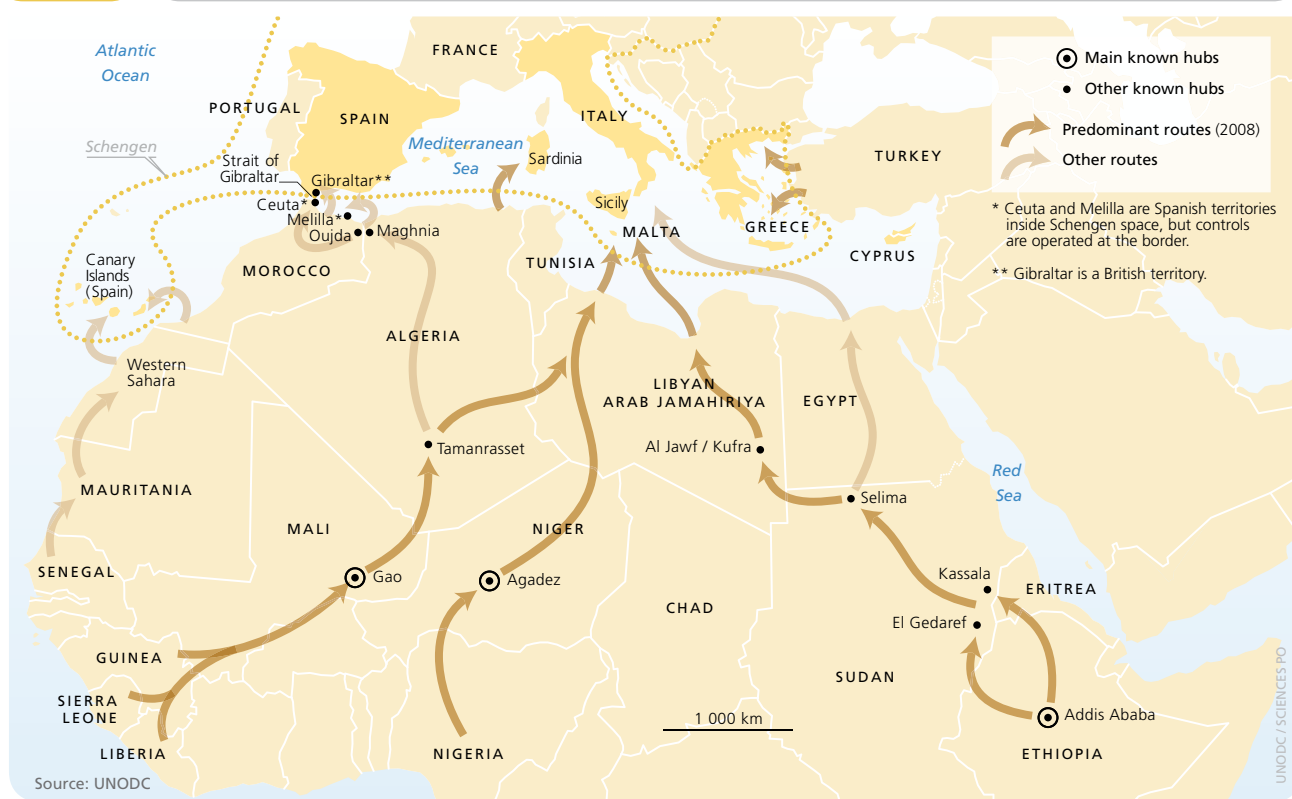 Atlantic
Ocean
FRANCE
PORTUGAL
SPAIN
ITALY
Schengen
Strait of
Gibraltar
Gibraltar**
Mediterranean
Sea
Sardinia
Ceuta*
Melilla*
Oujda
Maghnia
Sicily
MALTA
GREECE
TURKEY
CYPRUS
TUNISIA
MOROCCO
Canary
Islands
(Spain)
ALGERIA
Western
Sahara
LIBYAN
ARAB JAMAHIRIYA
EGYPT
Tamanrasset
Al Jawf / Kufra
Selima
Red
Sea
MAURITANIA
MALI
NIGER
SENEGAL
Gao
Agadez
CHAD
Kassala
ERITREA
El Gedaref
SUDAN
GUINEA
SIERRA
LEONE
LIBERIA
NIGERIA
1 000 km
Addis Ababa
ETHIOPIA
Main known hubs
Other known hubs
Predominant routes (2008)
Other routes
* Ceuta and Melilla are Spanish territories
inside Schengen space, but controls
are operated at the border.
** Gibraltar is a British territory.
Source: UNODC
UNODC / SCIENCES PO